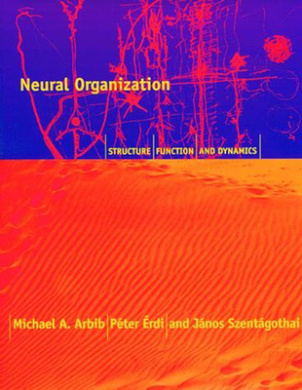 Neural Organization
STRUCTURE FUNCTION AND DYNAMICS
Michael A. Arbib Péter Érdi and János Szentágothai